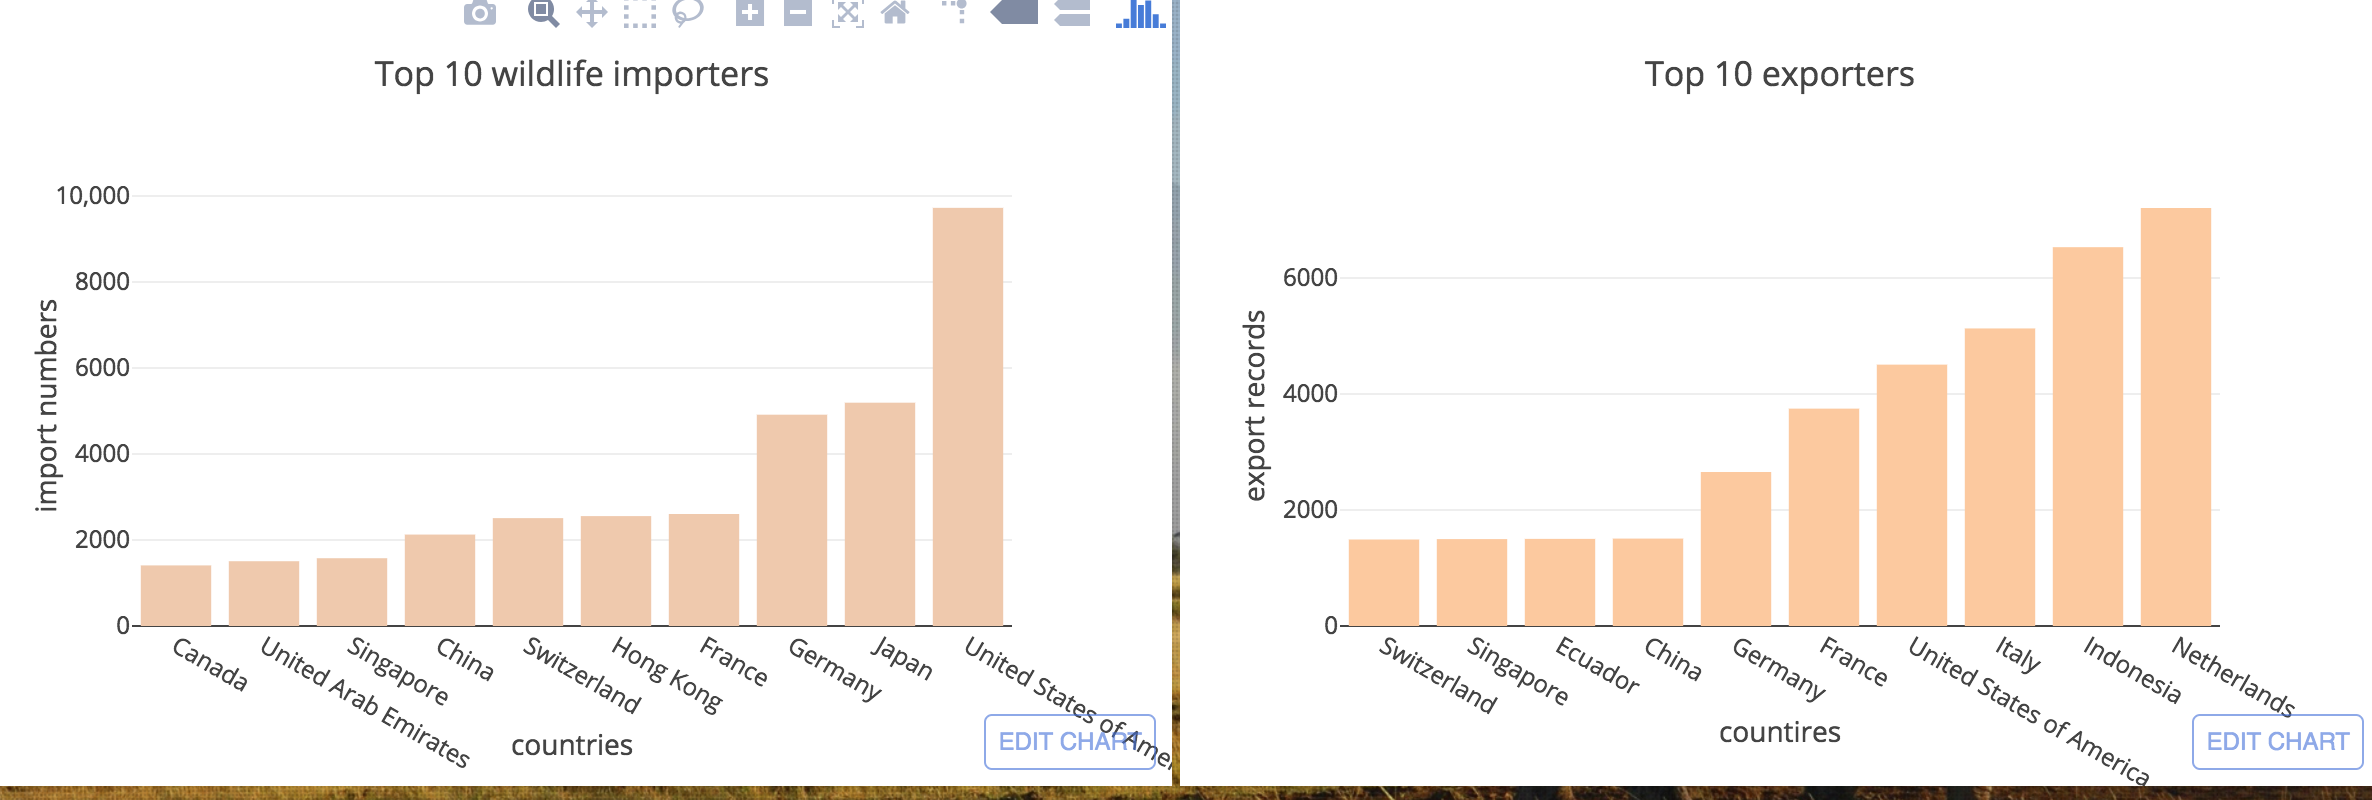 Top 10 wildlife importers
10,000
8000
6000
4000
2000
0
import numbers
Canada
United Arab Emirates
Singapore
China
Switzerland
Hong Kong
France
Germany
Japan
United States of Amer
countries
EDIT CHART
Top 10 exporters
6000
4000
2000
0
export records
Switzerland
Singapore
Ecuador
China
Germany
France
United States of America
Italy
Indonesia
Netherlands
countires
EDIT CHART